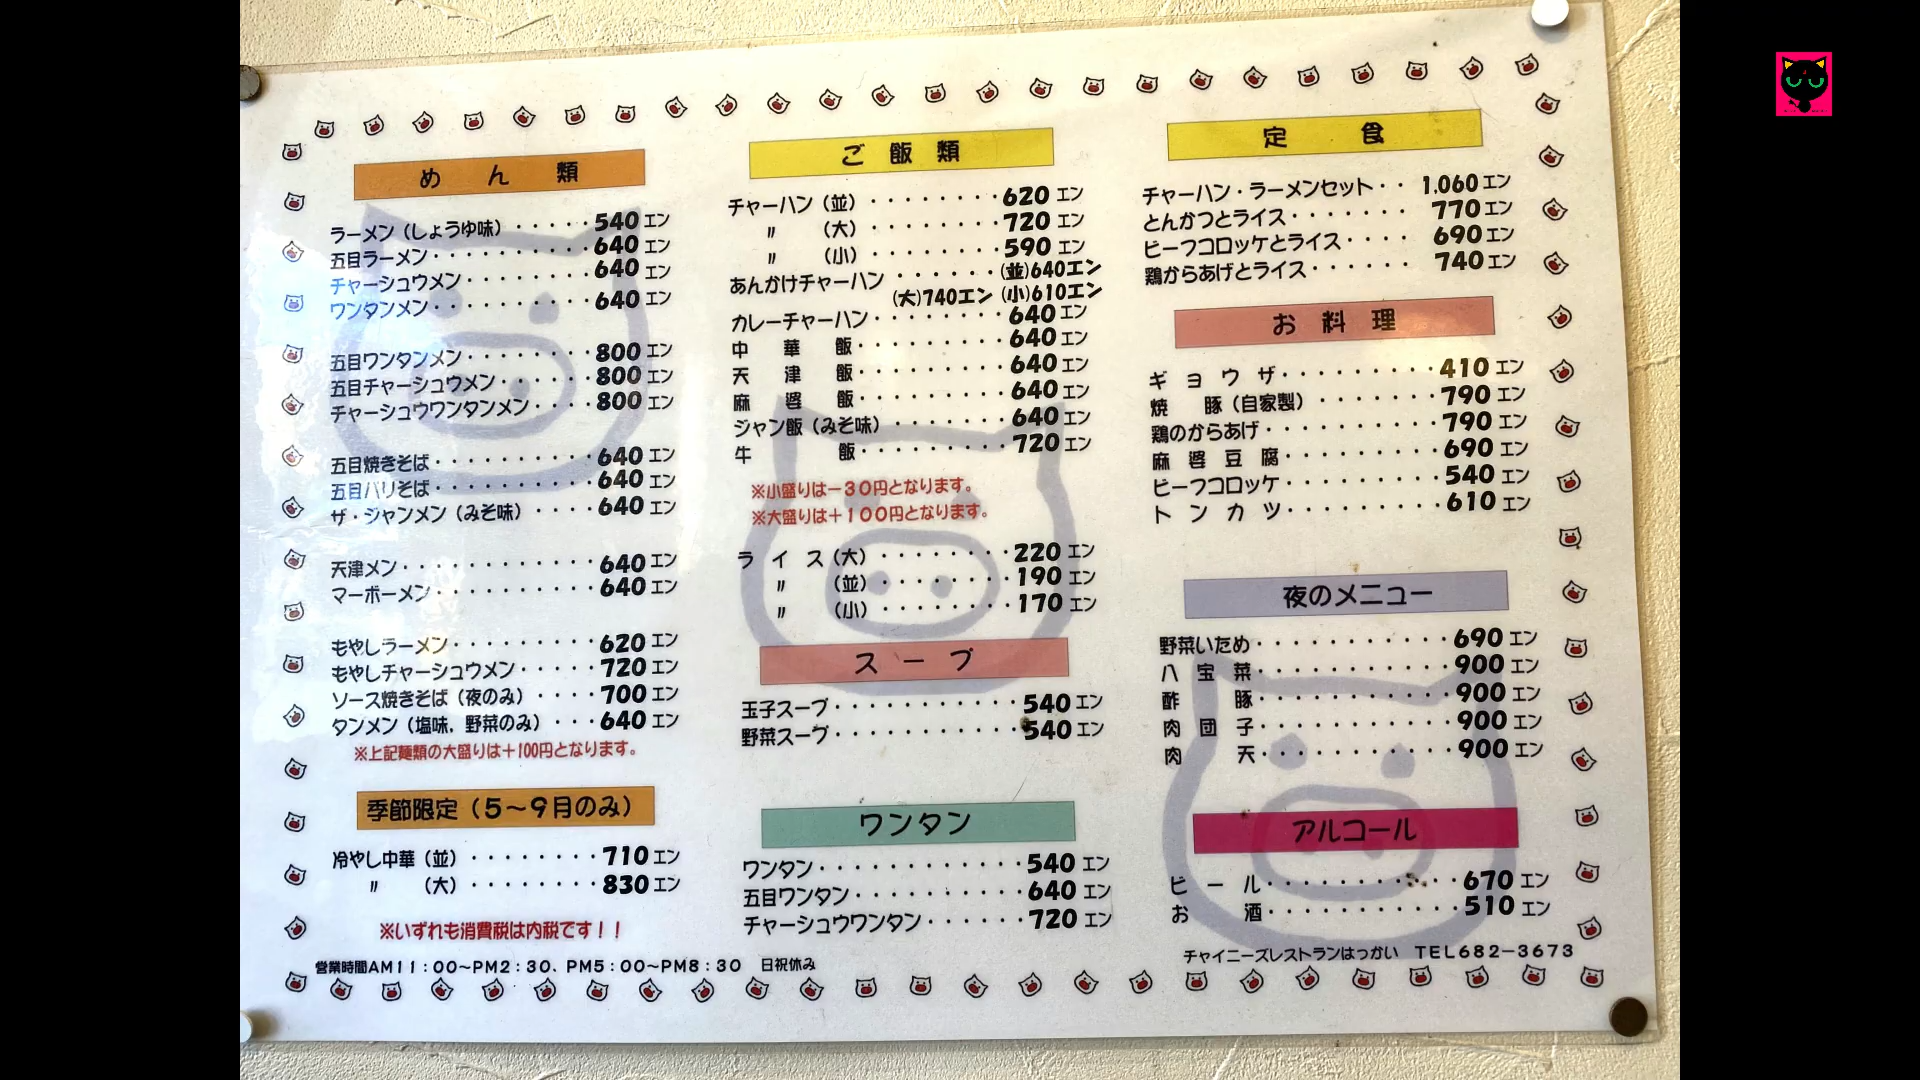 めん類
ラーメン（しょうゆ味）・・・・・・540エン
五目ラーメン・・・・・・・・・・640エン
チャーシュウメン・・・・・・・・640エン
ワンタンメン・・・・・・・・・・640エン
五目ワンタンメン・・・・・・・・800エン
五目チャーシュウメン・・・・・・800エン
チャーシュウワンタンメン・・・・800エン
五目焼きそば・・・・・・・・・・640エン
五目バリそば・・・・・・・・・・640エン
ザ・ジャンメン（みそ味）・・・・640エン
天津メン・・・・・・・・・・・・640エン
マーボーメン・・・・・・・・・・640エン
もやしラーメン・・・・・・・・・620エン
もやしチャーシュウメン・・・・・720エン
ソース焼きそば（夜のみ）・・・・700エン
タンメン（塩味，野菜のみ）・・・640エン
※上記麺類の大盛りは＋100円となります。
季節限定（５～９月のみ）
冷やし中華（並）・・・・・・・・710エン
〃（大）・・・・・・・・830エン
※いずれも消費税は内税です！！
ご飯類
チャーハン（並）・・・・・・・・620エン
〃（大）・・・・・・・・720エン
〃（小）・・・・・・・・590エン
あんかけチャーハン・・・・・・（並）640エン
（大）740エン（小）610エン
カレーチャーハン・・・・・・・・640エン
中華飯・・・・・・・・・640エン
天津飯・・・・・・・・・640エン
麻婆飯・・・・・・・・・640エン
ジャン飯（みそ味）・・・・・・・640エン
牛飯・・・・・・・・・720エン
※小盛りは－３０円となります。
※大盛りは＋１００円となります。
ライス（大）・・・・・・・・220エン
〃（並）・・・・・・・・190エン
〃（小）・・・・・・・・170エン
スープ
玉子スープ・・・・・・・・・・・540エン
野菜スープ・・・・・・・・・・・540エン
ワンタン
ワンタン・・・・・・・・・・・・540エン
五目ワンタン・・・・・・・・・・640エン
チャーシュウワンタン・・・・・・720エン
定食
チャーハン・ラーメンセット・・1.060エン
とんかつとライス・・・・・・・770エン
ビーフコロッケとライス・・・・690エン
鶏からあげとライス・・・・・・740エン
お料理
ギョウザ・・・・・・・・・410エン
焼豚（自家製）・・・・・・・790エン
鶏のからあげ・・・・・・・・・・790エン
麻婆豆腐・・・・・・・・・690エン
ビーフコロッケ・・・・・・・・・540エン
トンカツ・・・・・・・・・610エン
夜のメニュー
野菜いため・・・・・・・・・・・690エン
八宝菜・・・・・・・・・・・900エン
酢豚・・・・・・・・・・・900エン
肉団子・・・・・・・・・・・900エン
肉天・・・・・・・・・・・900エン
アルコール
ビール・・・・・・・・・・・670エン
お酒・・・・・・・・・・・510エン
チャイニーズレストランはっかい　ＴＥＬ６８２－３６７３
営業時間ＡＭ１１：００～ＰＭ２：３０、ＰＭ５：００～ＰＭ８：３０　日祝休み